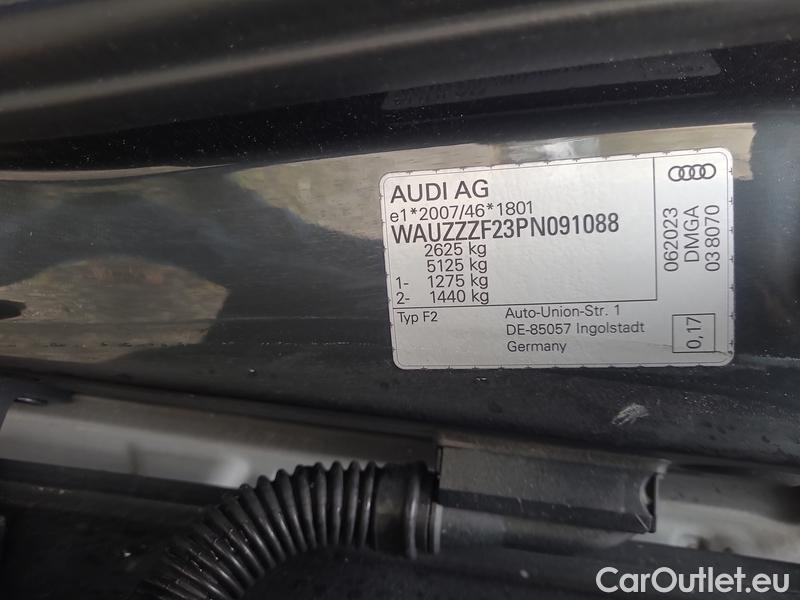 AUDI AG
e1*2007/46*1801
WAUZZZF23PN091088
2625 kg
5125 kg
1- 1275 kg
2- 1440 kg
Typ F2
Auto-Union-Str. 1
DE-85057 Ingolstadt
Germany
062023
DMGA
038070
0,17
CarOutlet.eu